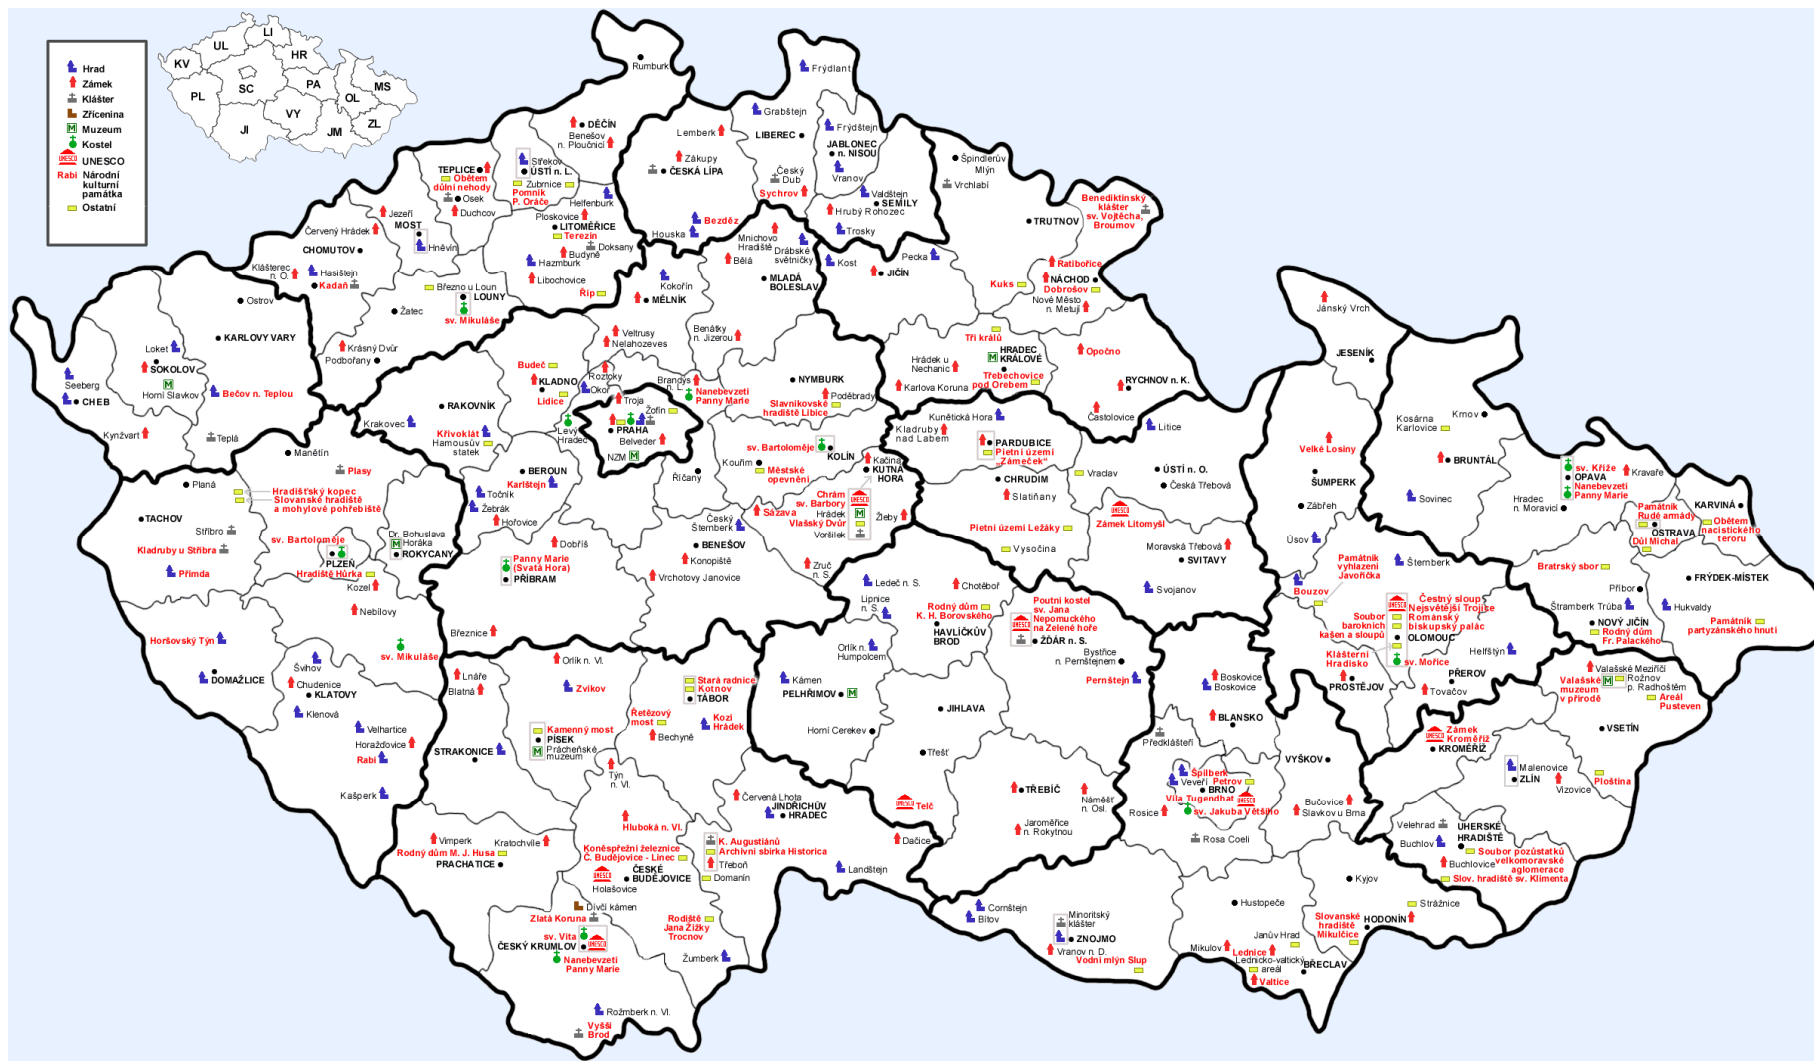 Hrad
Zámek
Klášter
Zřícenina
Muzeum
Kostel
UNESCO
Rabí Národní
kulturní
památka
Ostatní
KV
UL
LI
HR
PL
SC
PA
OL
MS
JI
VY
JM
ZL
Rumburk
Frýdlant
DĚČÍN
Benešov
n. Ploučnicí
Lemberk
Grabštejn
LIBEREC
Frýdštejn
JABLONEC
n. NISOU
Vranov
Špindlerův
Mlýn
Vrchlabí
TEPLICE
Obětem
důlní nehody
Osek
Duchcov
Střekov
ÚSTÍ n. L.
Zubrnice
Pomník
P. Oráče
Helfenburk
Zákupy
ČESKÁ LÍPA
Český
Dub
Sychrov
Valdštejn
SEMILY
Hrubý Rohozec
Trosky
TRUTNOV
Benediktinský
klášter
sv. Vojtěcha,
Broumov
Jezeří
MOST
Hněvín
Červený Hrádek
CHOMUTOV
Ploskovice
LITOMĚŘICE
Terezín
Doksany
Budyně
Hazmburk
Libochovice
Říp
Bezděz
Houska
Mnichovo
Hradiště
Drábské
světničky
Bělá
MLADÁ
BOLESLAV
Kost
JIČÍN
Pecka
Kuks
Ratibořice
NÁCHOD
Dobrošov
Nové Město
n. Metují
Klášterec
n. O.
Hasištejn
Kadaň
Březno u Loun
LOUNY
sv. Mikuláše
Žatec
Krásný Dvůr
Podbořany
Kokořín
MĚLNÍK
Veltrusy
Nelahozeves
Benátky
n. Jizerou
Ostrov
KARLOVY VARY
Loket
SOKOLOV
Horní Slavkov
Seeberg
CHEB
Bečov n. Teplou
Kynžvart
Teplá
Budeč
KLADNO
Lidice
Roztoky
Okoř
Levý
Hradec
Brandýs
n. L.
Nanebevzetí
Panny Marie
NYMBURK
Poděbrady
Slavníkovské
hradiště Libice
Tři králů
HRADEC
KRÁLOVÉ
Hrádek u
Nechanic
Třebechovice
pod Orebem
Karlova Koruna
Opočno
RYCHNOV n. K.
Častolovice
Litice
Jánský Vrch
JESENÍK
Velké Losiny
ŠUMPERK
Zábřeh
RAKOVNÍK
Krakovec
Křivoklát
Hamousův
statek
Troja
Žofín
PRAHA
Belveder
NZM
Kunětická Hora
Kladruby
nad Labem
PARDUBICE
Pietní území
„Zámeček“
CHRUDIM
Slatiňany
Vraclav
ÚSTÍ n. O.
Česká Třebová
Zámek Litomyšl
Pietní území Ležáky
Vysočina
Moravská Třebová
SVITAVY
Svojanov
Kosárna
Karlovice
Krnov
BRUNTÁL
Sovinec
Hradec
n. Moravicí
sv. Kříže
OPAVA
Nanebevzetí
Panny Marie
Kravaře
KARVINÁ
Památník
Rudé armády
OSTRAVA
Důl Michal
Obětem
nacistického
teroru
Manětín
Plasy
Planá
Hradišťský kopec
Slovanské hradiště
a mohylové pohřebiště
TACHOV
Stříbro
Kladruby u Stříbra
Přimda
sv. Bartoloměje
PLZEŇ
Hradiště Hůrka
Dr. Bohuslava
Horáka
ROKYCANY
Kozel
Nebílovy
BEROUN
Karlštejn
Točník
Žebrák
Hořovice
Dobříš
Panny Marie
(Svatá Hora)
PŘÍBRAM
Březnice
Říčany
Kouřim
Městské
opevnění
sv. Bartoloměje
KOLÍN
Kačina
KUTNÁ
HORA
Chrám
sv. Barbory
Hrádek
Vlašský Dvůr
Voršilek
Žleby
Sázava
Český
Šternberk
BENEŠOV
Konopiště
Vrchotovy Janovice
Zruč
n. S.
Úsov
Bouzov
Památník
vyhlazení
Javoříčka
Šternberk
Čestný sloup
Nejsvětější Trojice
Románský
biskupský palác
Soubor
barokních
kašen a sloupů
OLOMOUC
Klášterní
Hradisko
sv. Mořice
PROSTĚJOV
PŘEROV
Tovačov
Helfštýn
Bratrský sbor
Příbor
Štramberk Trúba
NOVÝ JIČÍN
Rodný dům
Fr. Palackého
FRÝDEK-MÍSTEK
Hukvaldy
Památník
partyzánského hnutí
Horšovský Týn
DOMAŽLICE
sv. Mikuláše
Švihov
Chudenice
KLATOVY
Klenová
Velhartice
Horažďovice
Rabí
Kašperk
Ledeč n. S.
Lipnice
n. S.
Chotěboř
Rodný dům
K. H. Borovského
HAVLÍČKŮV
BROD
Orlík n.
Humpolcem
Poutní kostel
sv. Jana
Nepomuckého
na Zelené hoře
ŽĎÁR n. S.
Bystřice
n. Pernštejnem
Pernštejn
Kámen
PELHŘIMOV
Horní Cerekev
JIHLAVA
Třešť
Telč
TŘEBÍČ
Náměšť
n. Osl.
Jaroměřice
n. Rokytnou
Orlík n. Vl.
Lnáře
Blatná
Zvíkov
Kamenný most
PÍSEK
Prácheňské
muzeum
STRAKONICE
Stará radnice
Kotnov
TÁBOR
Řetězový
most
Bechyně
Kozí
Hrádek
Týn
n. Vl.
Červená Lhota
JINDŘICHŮV
HRADEC
Dačice
Landštejn
Boskovice
Boskovice
BLANSKO
Předklášteří
Špilberk
Veveří
Petrov
BRNO
Vila Tugendhat
sv. Jakuba Většího
Rosice
Rosa Coeli
VYŠKOV
Bučovice
Slavkov u Brna
Valašské Meziříčí
Valašské
muzeum
v přírodě
Rožnov
p. Radhoštěm
Areál
Pusteven
VSETÍN
Zámek
Kroměříž
KROMĚŘÍŽ
Malenovice
ZLÍN
Vizovice
Ploština
Velehrad
Buchlov
UHERSKÉ
HRADIŠTĚ
Soubor pozůstatků
velkomoravské
aglomerace
Buchlovice
Slov. hradiště sv. Klimenta
Vimperk
Kratochvíle
Rodný dům M. J. Husa
PRACHATICE
Hluboká n. Vl.
Koněspřežní železnice
Č. Budějovice - Linec
ČESKÉ
BUDĚJOVICE
Holašovice
K. Augustiánů
Archivní sbírka Historica
Třeboň
Domanín
Dívčí kámen
Zlatá Koruna
sv. Víta
ČESKÝ KRUMLOV
Nanebevzetí
Panny Marie
Rodiště
Jana Žižky
Trocnov
Žumberk
Rožmberk n. Vl.
Vyšší
Brod
Cornštejn
Bítov
Minoritský
klášter
ZNOJMO
Vranov n. D.
Vodní mlýn Slup
Hustopeče
Kyjov
Strážnice
HODONÍN
Slovanské
hradiště
Mikulčice
Janův Hrad
Mikulov
Lednice
Lednicko-valtický
areál
Valtice
BŘECLAV